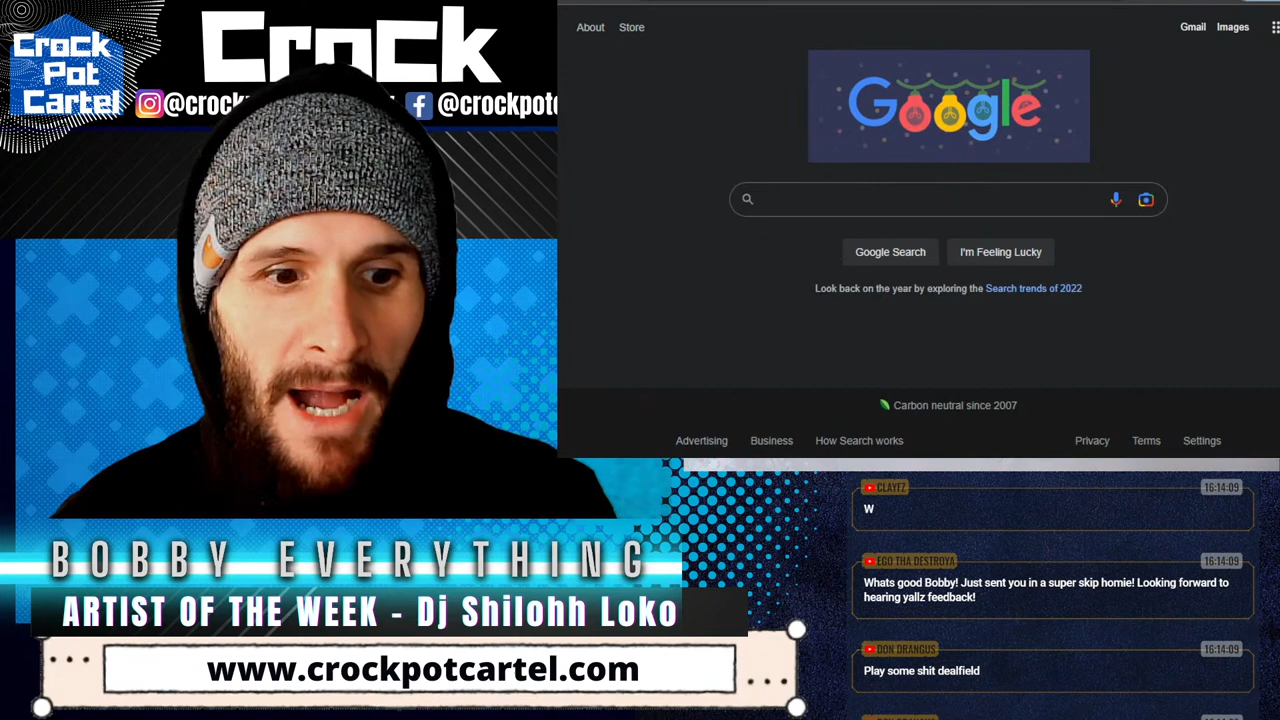 Crock
Pot
Cartel
Crock
@crockpotc
About
Store
Gmail
Images
Google
Google Search
I'm Feeling Lucky
Look back on the year by exploring the Search trends of 2022
Carbon neutral since 2007
Advertising
Business
How Search works
Privacy
Terms
Settings
CLAYFZ
16:14:09
W
EGO THA DESTROYA
16:14:09
Whats good Bobby! Just sent you in a super skip homie! Looking forward to
hearing yallz feedback!
DON DRANGUS
16:14:09
Play some shit dealfield
BOBBY EVERYTHING
ARTIST OF THE WEEK - Dj Shilohh Loko
www.crockpotcartel.com